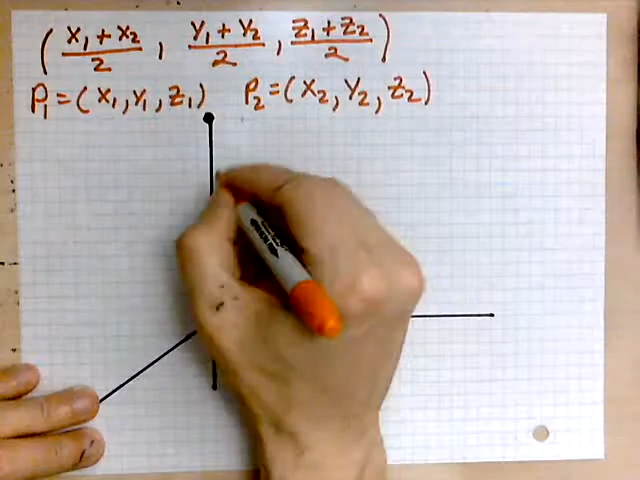 (x₁ + x₂ / 2 , y₁ + y₂ / 2 , z₁ + z₂ / 2)
P₁ = (x₁, y₁, z₁) P₂ = (x₂, y₂, z₂)